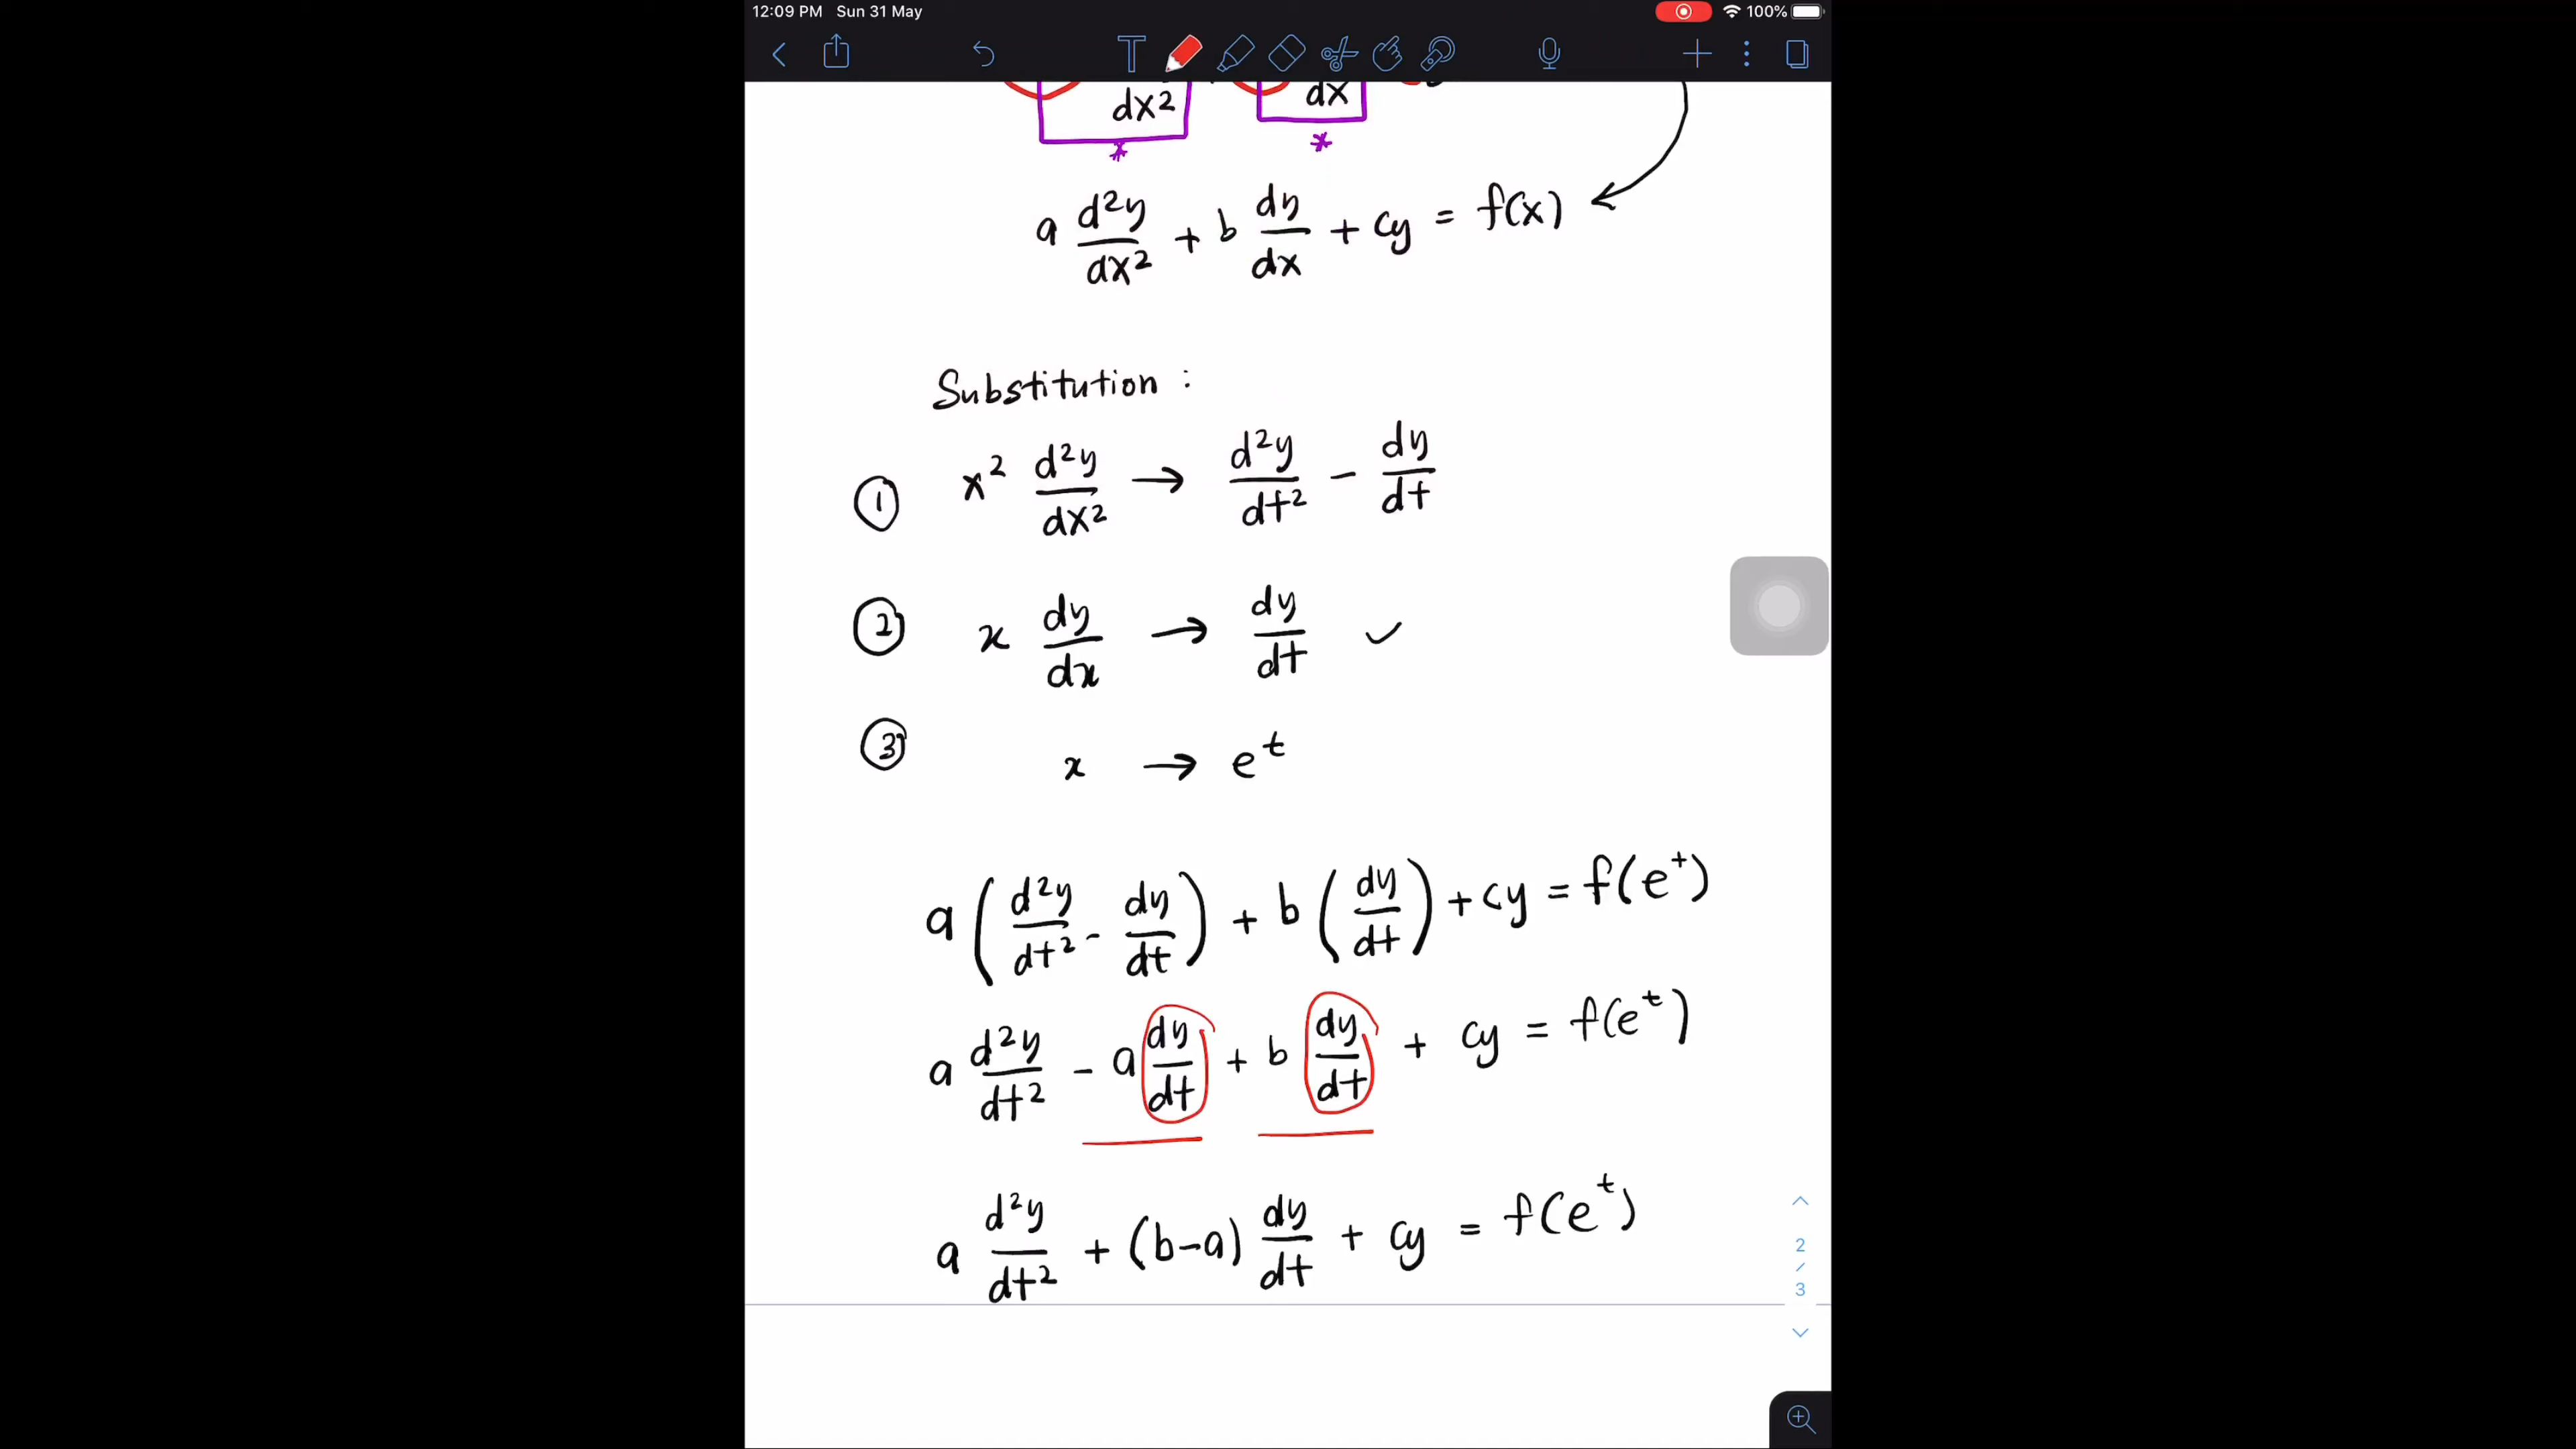 12:09 PM Sun 31 May 100%
T
dx² dx
* *
a d²y/dx² + b dy/dx + cy = f(x)
Substitution :
① x² d²y/dx² → d²y/dt² - dy/dt
② x dy/dx → dy/dt ✓
③ x → e^t
a (d²y/dt² - dy/dt) + b (dy/dt) + cy = f(e^t)
a d²y/dt² - a dy/dt + b dy/dt + cy = f(e^t)
a d²y/dt² + (b-a) dy/dt + cy = f(e^t)
2
/
3